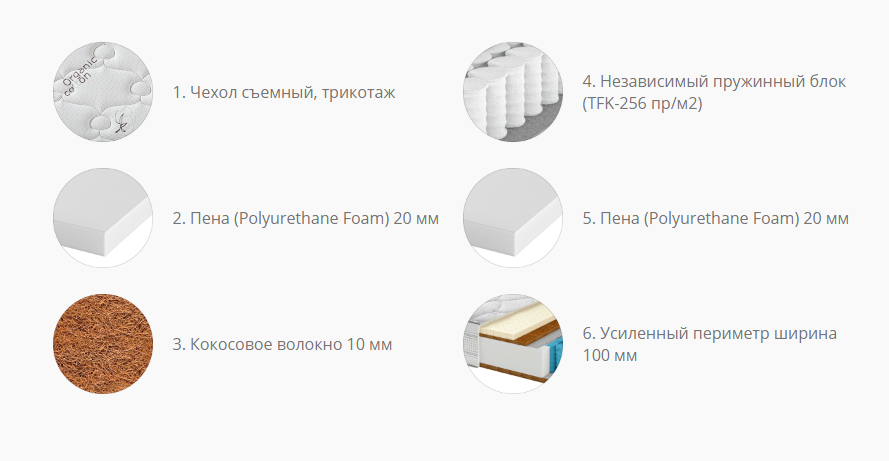 Organic
1. Чехол съемный, трикотаж
2. Пена (Polyurethane Foam) 20 мм
3. Кокосовое волокно 10 мм
4. Независимый пружинный блок
(TFK-256 пр/м2)
5. Пена (Polyurethane Foam) 20 мм
6. Усиленный периметр ширина
100 мм